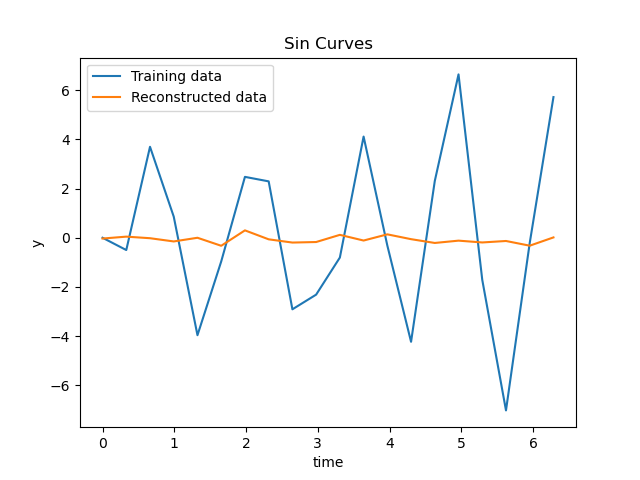 Sin Curves
Training data
Reconstructed data
6
4
2
0
−2
−4
−6
y
0 1 2 3 4 5 6
time